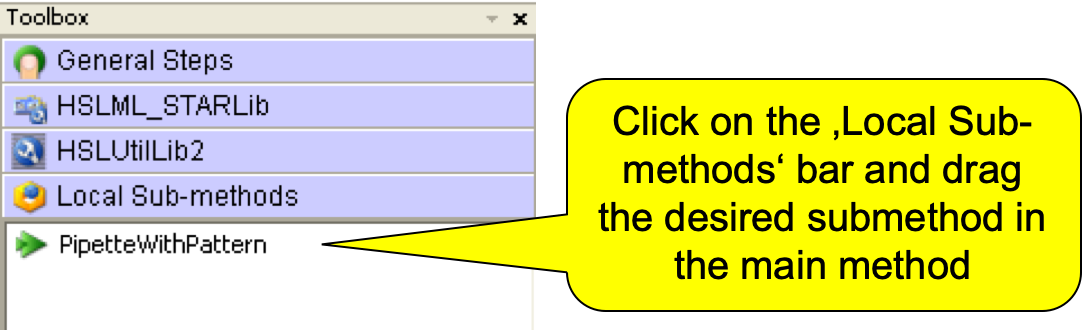 Toolbox
General Steps
HSLML_STARLib
HSLUtilLib2
Local Sub-methods
PipetteWithPattern
Click on the ‚Local Sub-
methods‘ bar and drag
the desired submethod in
the main method